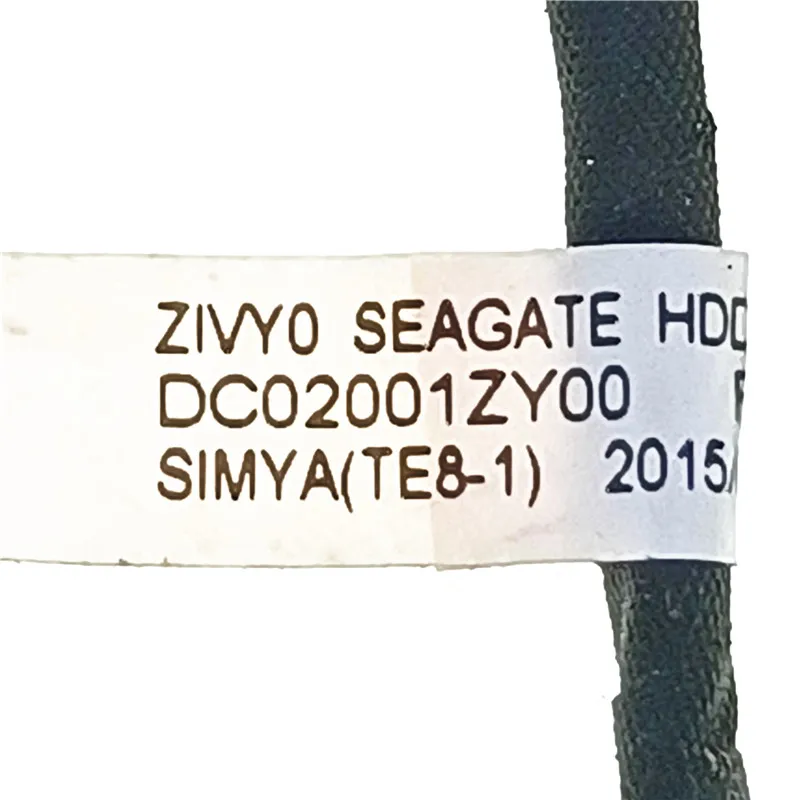 ZIVY0 SEAGATE HDD
DC02001ZY00
SIMYA(TE8-1) 2015/